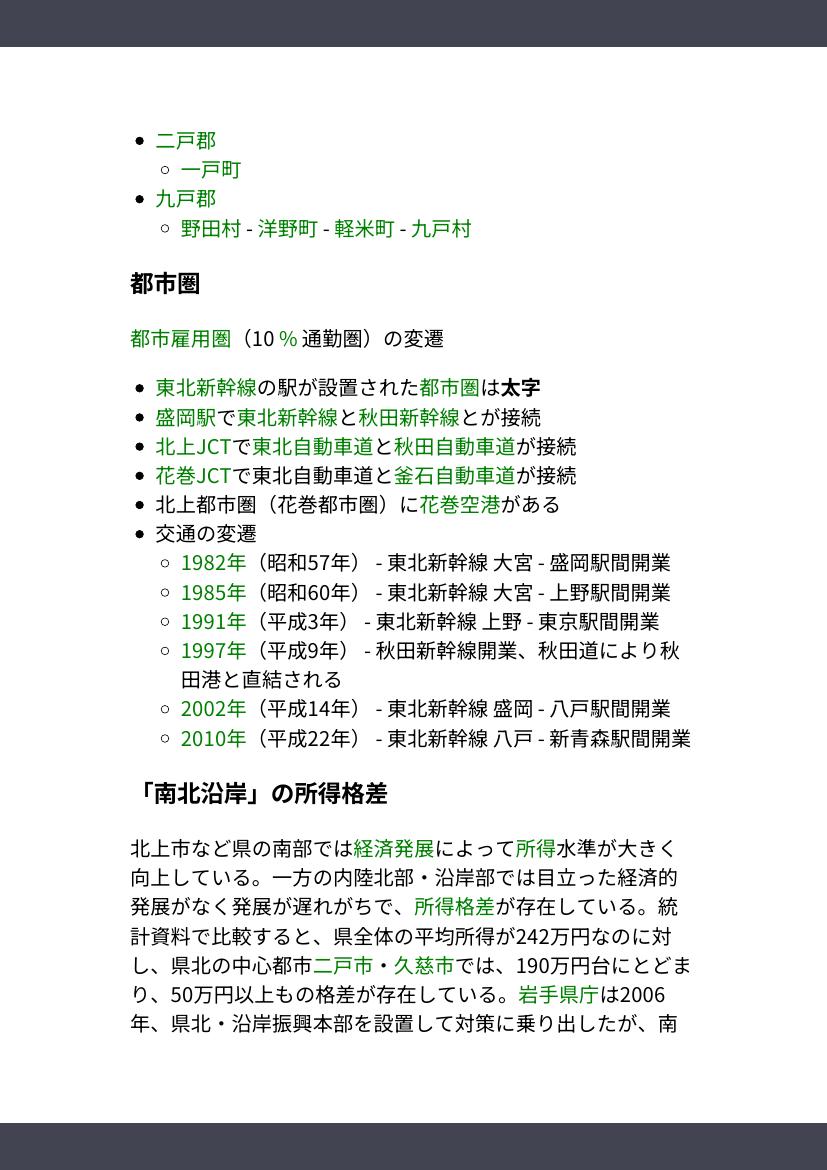 • 二戸郡
◦ 一戸町
• 九戸郡
◦ 野田村 - 洋野町 - 軽米町 - 九戸村
都市圏
都市雇用圏（10 % 通勤圏）の変遷
• 東北新幹線の駅が設置された都市圏は太字
• 盛岡駅で東北新幹線と秋田新幹線とが接続
• 北上JCTで東北自動車道と秋田自動車道が接続
• 花巻JCTで東北自動車道と釜石自動車道が接続
• 北上都市圏（花巻都市圏）に花巻空港がある
• 交通の変遷
◦ 1982年（昭和57年） - 東北新幹線 大宮 - 盛岡駅間開業
◦ 1985年（昭和60年） - 東北新幹線 大宮 - 上野駅間開業
◦ 1991年（平成3年） - 東北新幹線 上野 - 東京駅間開業
◦ 1997年（平成9年） - 秋田新幹線開業、秋田道により秋
田港と直結される
◦ 2002年（平成14年） - 東北新幹線 盛岡 - 八戸駅間開業
◦ 2010年（平成22年） - 東北新幹線 八戸 - 新青森駅間開業
「南北沿岸」の所得格差
北上市など県の南部では経済発展によって所得水準が大きく
向上している。一方の内陸北部・沿岸部では目立った経済的
発展がなく発展が遅れがちで、所得格差が存在している。統
計資料で比較すると、県全体の平均所得が242万円なのに対
し、県北の中心都市二戸市・久慈市では、190万円台にとどま
り、50万円以上もの格差が存在している。岩手県庁は2006
年、県北・沿岸振興本部を設置して対策に乗り出したが、南